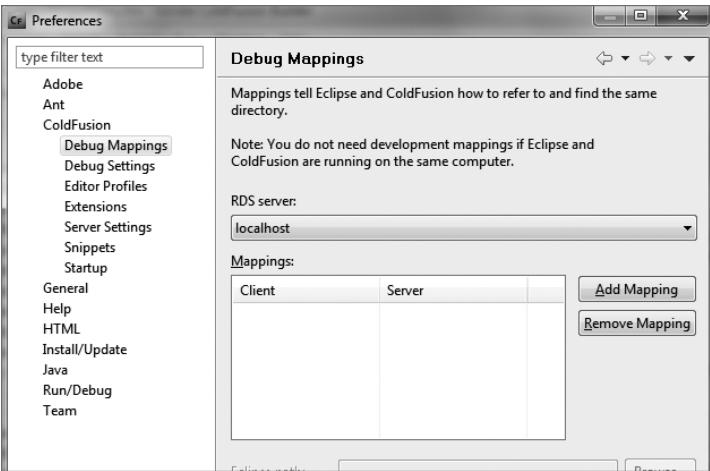 CF Preferences
type filter text
Adobe
Ant
ColdFusion
Debug Mappings
Debug Settings
Editor Profiles
Extensions
Server Settings
Snippets
Startup
General
Help
HTML
Install/Update
Java
Run/Debug
Team
Debug Mappings
Mappings tell Eclipse and ColdFusion how to refer to and find the same
directory.
Note: You do not need development mappings if Eclipse and
ColdFusion are running on the same computer.
RDS server:
localhost
Mappings:
Client Server
Add Mapping
Remove Mapping